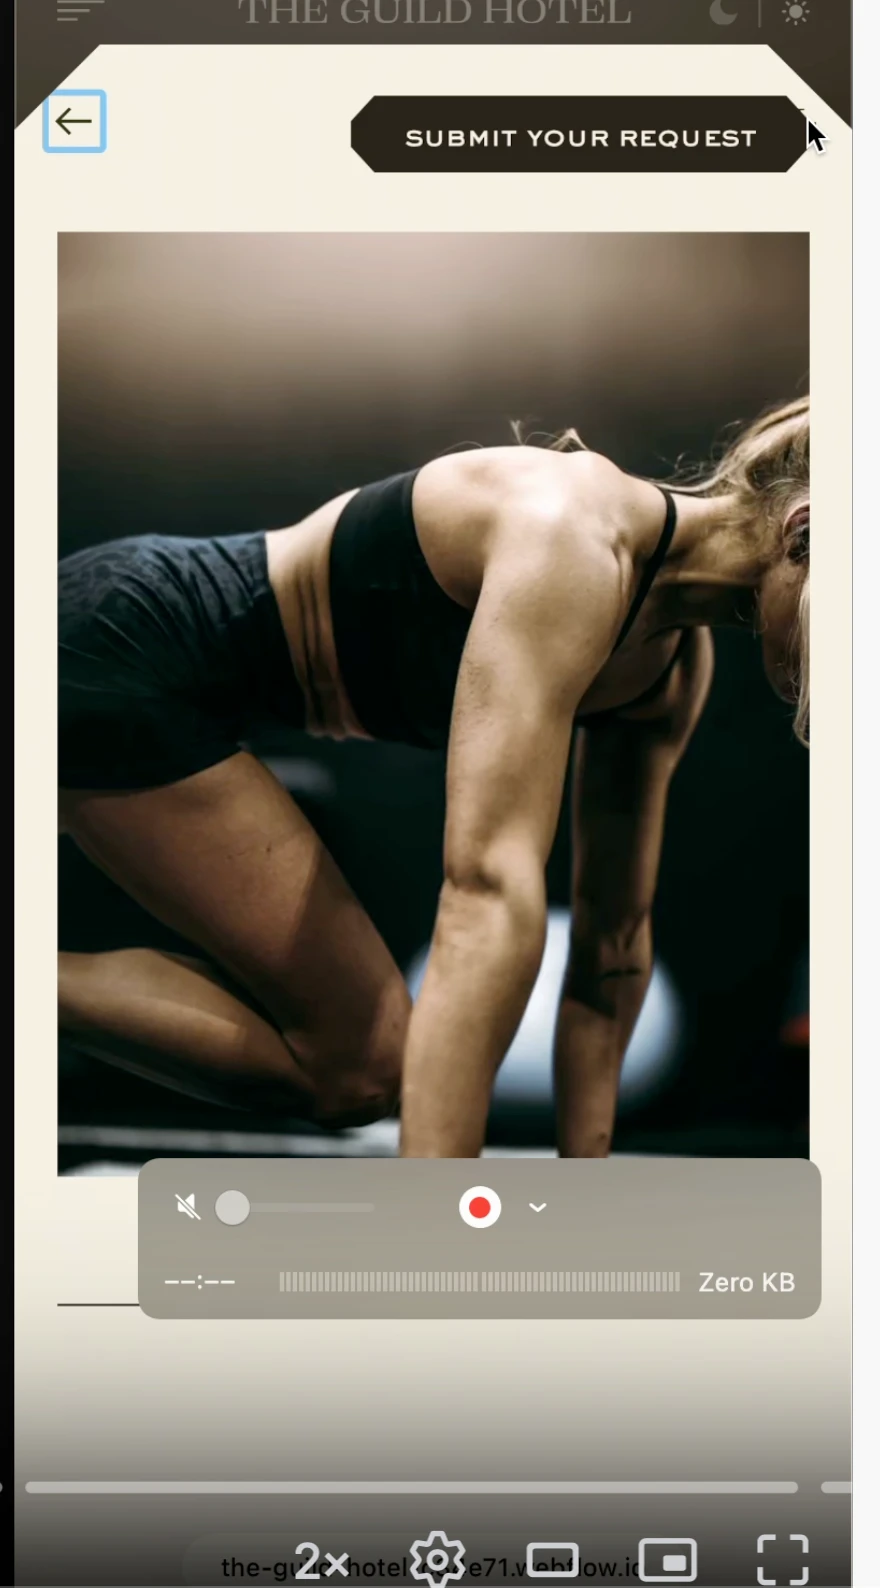 THE GUILD HOTEL
SUBMIT YOUR REQUEST
--:--
Zero KB
2×